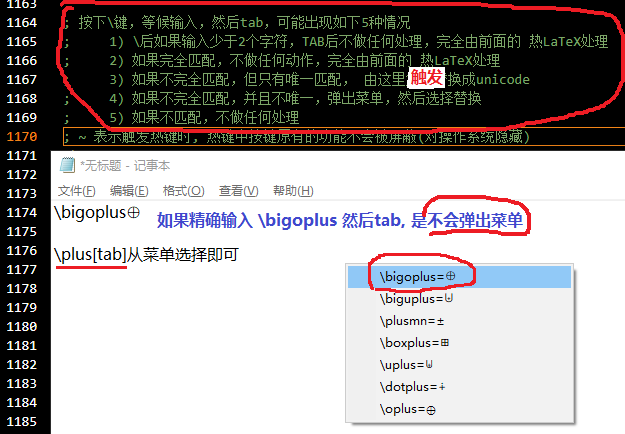 1163
1164 ; 按下\键，等候输入，然后tab，可能出现如下5种情况
1165 ; 1) \后如果输入少于2个字符，TAB后不做任何处理，完全由前面的 热LaTeX处理
1166 ; 2) 如果完全匹配，不做任何动作，完全由前面的 热LaTeX处理
1167 ; 3) 如果不完全匹配，但只有唯一匹配， 由这里触发换成unicode
1168 ; 4) 如果不完全匹配，并且不唯一，弹出菜单，然后选择替换
1169 ; 5) 如果不匹配，不做任何处理
1170 ; ~ 表示触发热键时, 热键中按键原有的功能不会被屏蔽(对操作系统隐藏)
1171
*无标题 - 记事本
文件(F) 编辑(E) 格式(O) 查看(V) 帮助(H)
1174 \bigoplus⨁ 如果精确输入 \bigoplus 然后tab, 是不会弹出菜单
1175
1176 \plus[tab]从菜单选择即可
1177
1178 \bigoplus=⨁
1179 \biguplus=⨄
1180 \plusmn=±
1181 \boxplus=⊞
1182 \uplus=⊎
1183 \dotplus=∔
1184 \oplus=⊕
1185